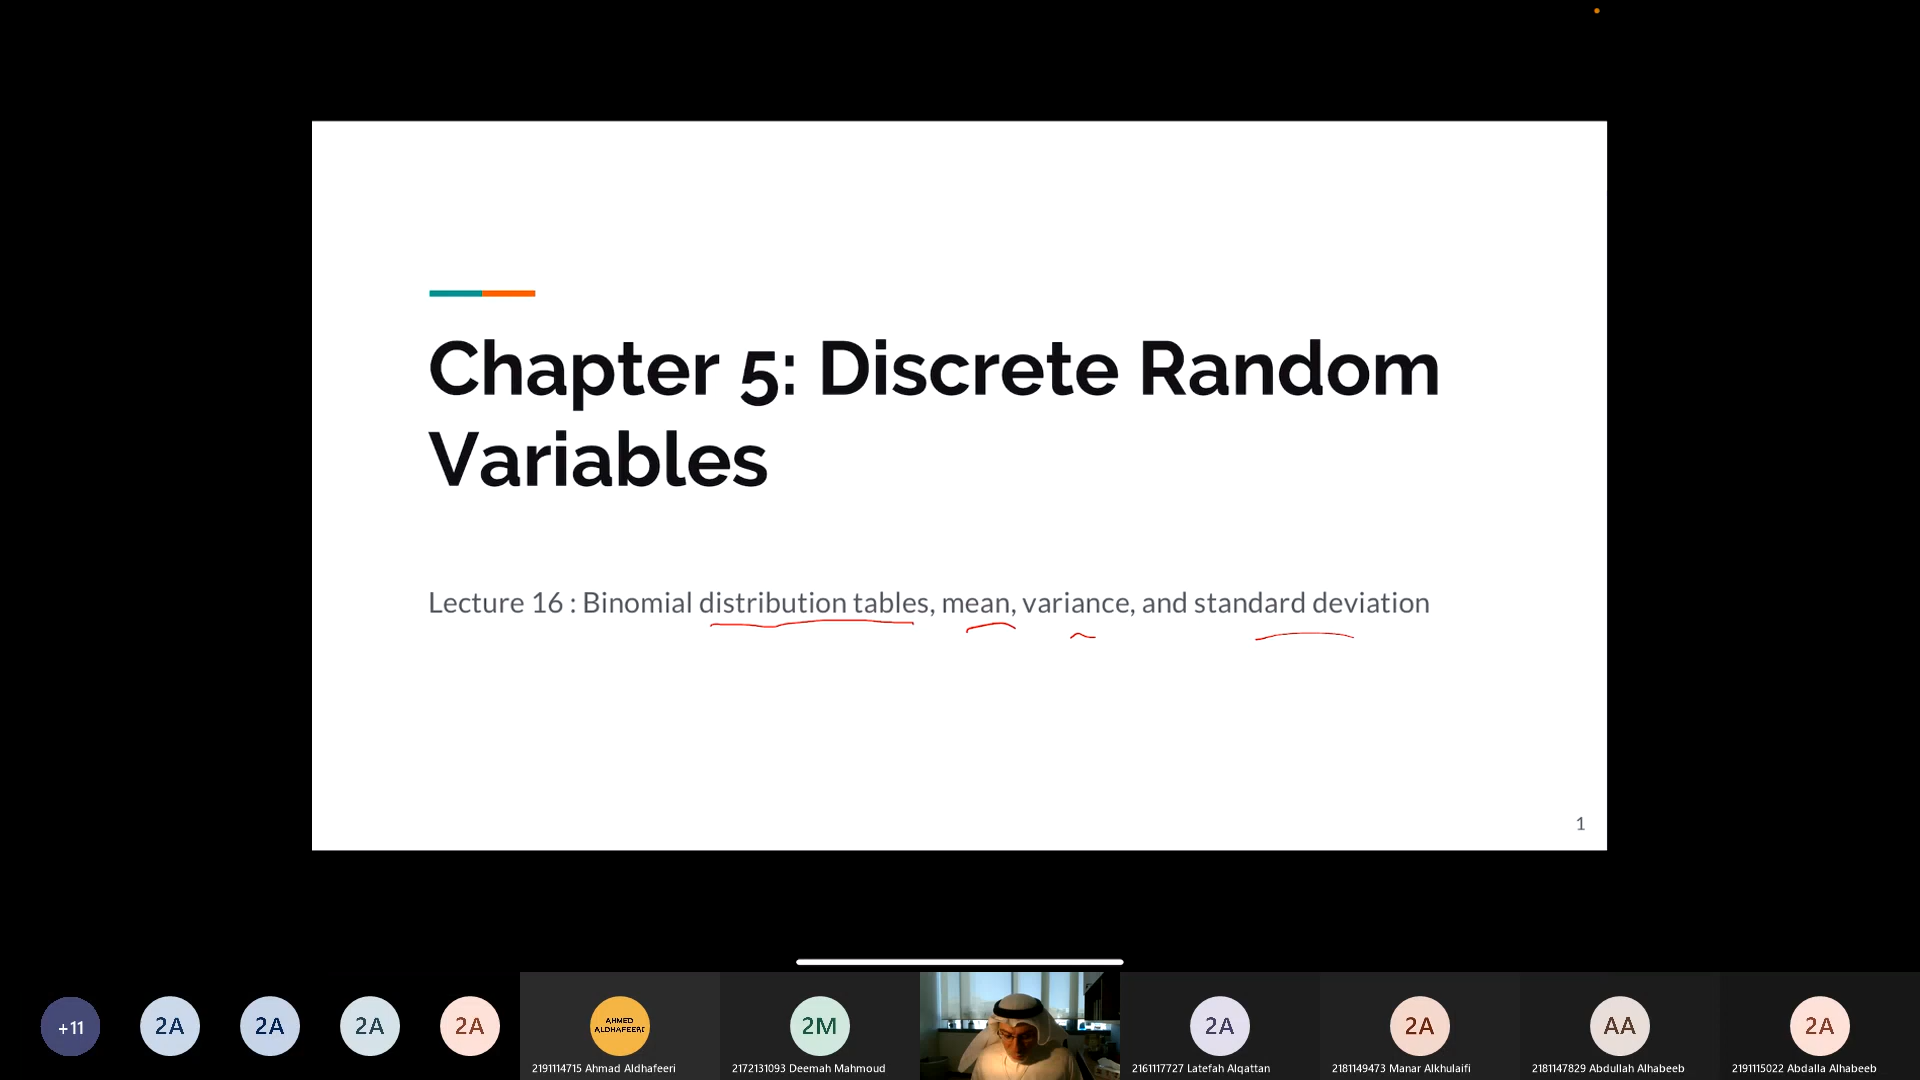 Chapter 5: Discrete Random
Variables
Lecture 16 : Binomial distribution tables, mean, variance, and standard deviation
1
+11
2A
2A
2A
2A
AHMED
ALDHAFEERI
2191114715 Ahmad Aldhafeeri
2M
2172131093 Deemah Mahmoud
2A
2161117727 Latefah Alqattan
2A
2181149473 Manar Alkhulaifi
AA
2181147829 Abdullah Alhabeeb
2A
2191115022 Abdalla Alhabeeb